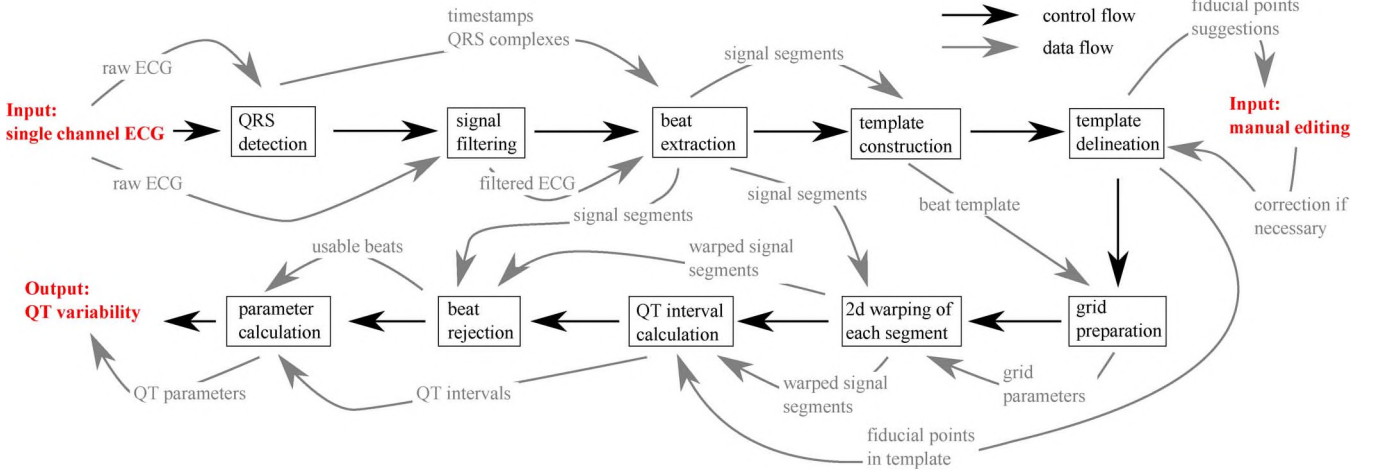 timestamps
QRS complexes
control flow
data flow
fiducial points
suggestions
raw ECG
signal segments
Input:
single channel ECG
QRS
detection
signal
filtering
beat
extraction
template
construction
template
delineation
Input:
manual editing
raw ECG
filtered ECG
signal segments
signal segments
beat template
correction if
necessary
usable beats
warped signal
segments
Output:
QT variability
parameter
calculation
beat
rejection
QT interval
calculation
2d warping of
each segment
grid
preparation
QT parameters
QT intervals
warped signal
segments
grid
parameters
fiducial points
in template